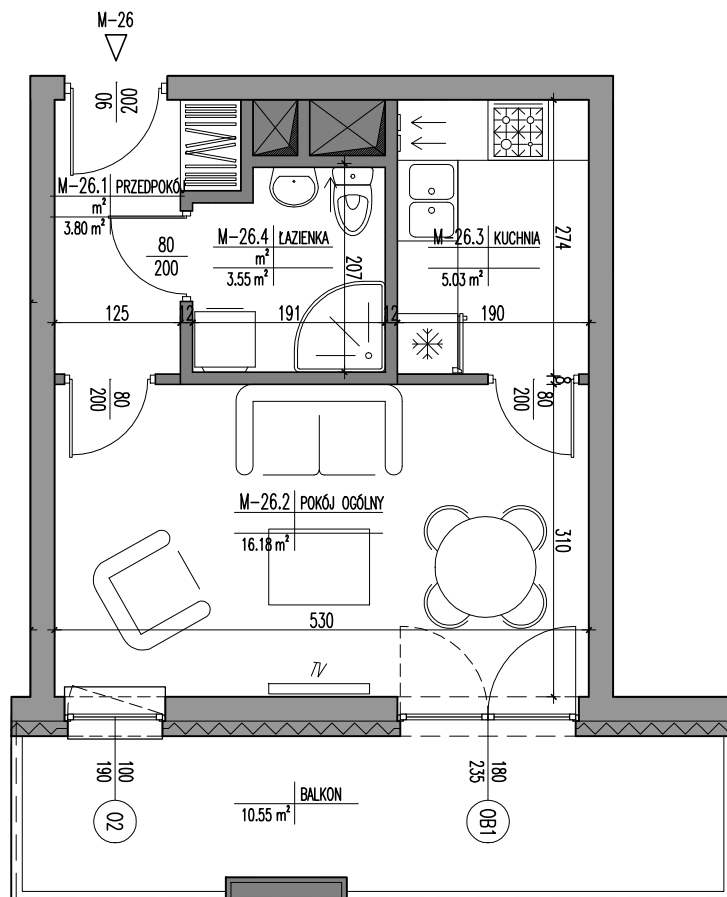 M-26
90
200
M-26.1 PRZEDPOKÓJ
m²
3.80 m²
80
200
M-26.4 ŁAZIENKA
m²
3.55 m²
207
M-26.3 KUCHNIA
5.03 m²
274
125
12
191
12
190
80
200
80
200
M-26.2 POKÓJ OGÓLNY
16.18 m²
310
530
TV
100
190
O2
180
235
OB1
BALKON
10.55 m²